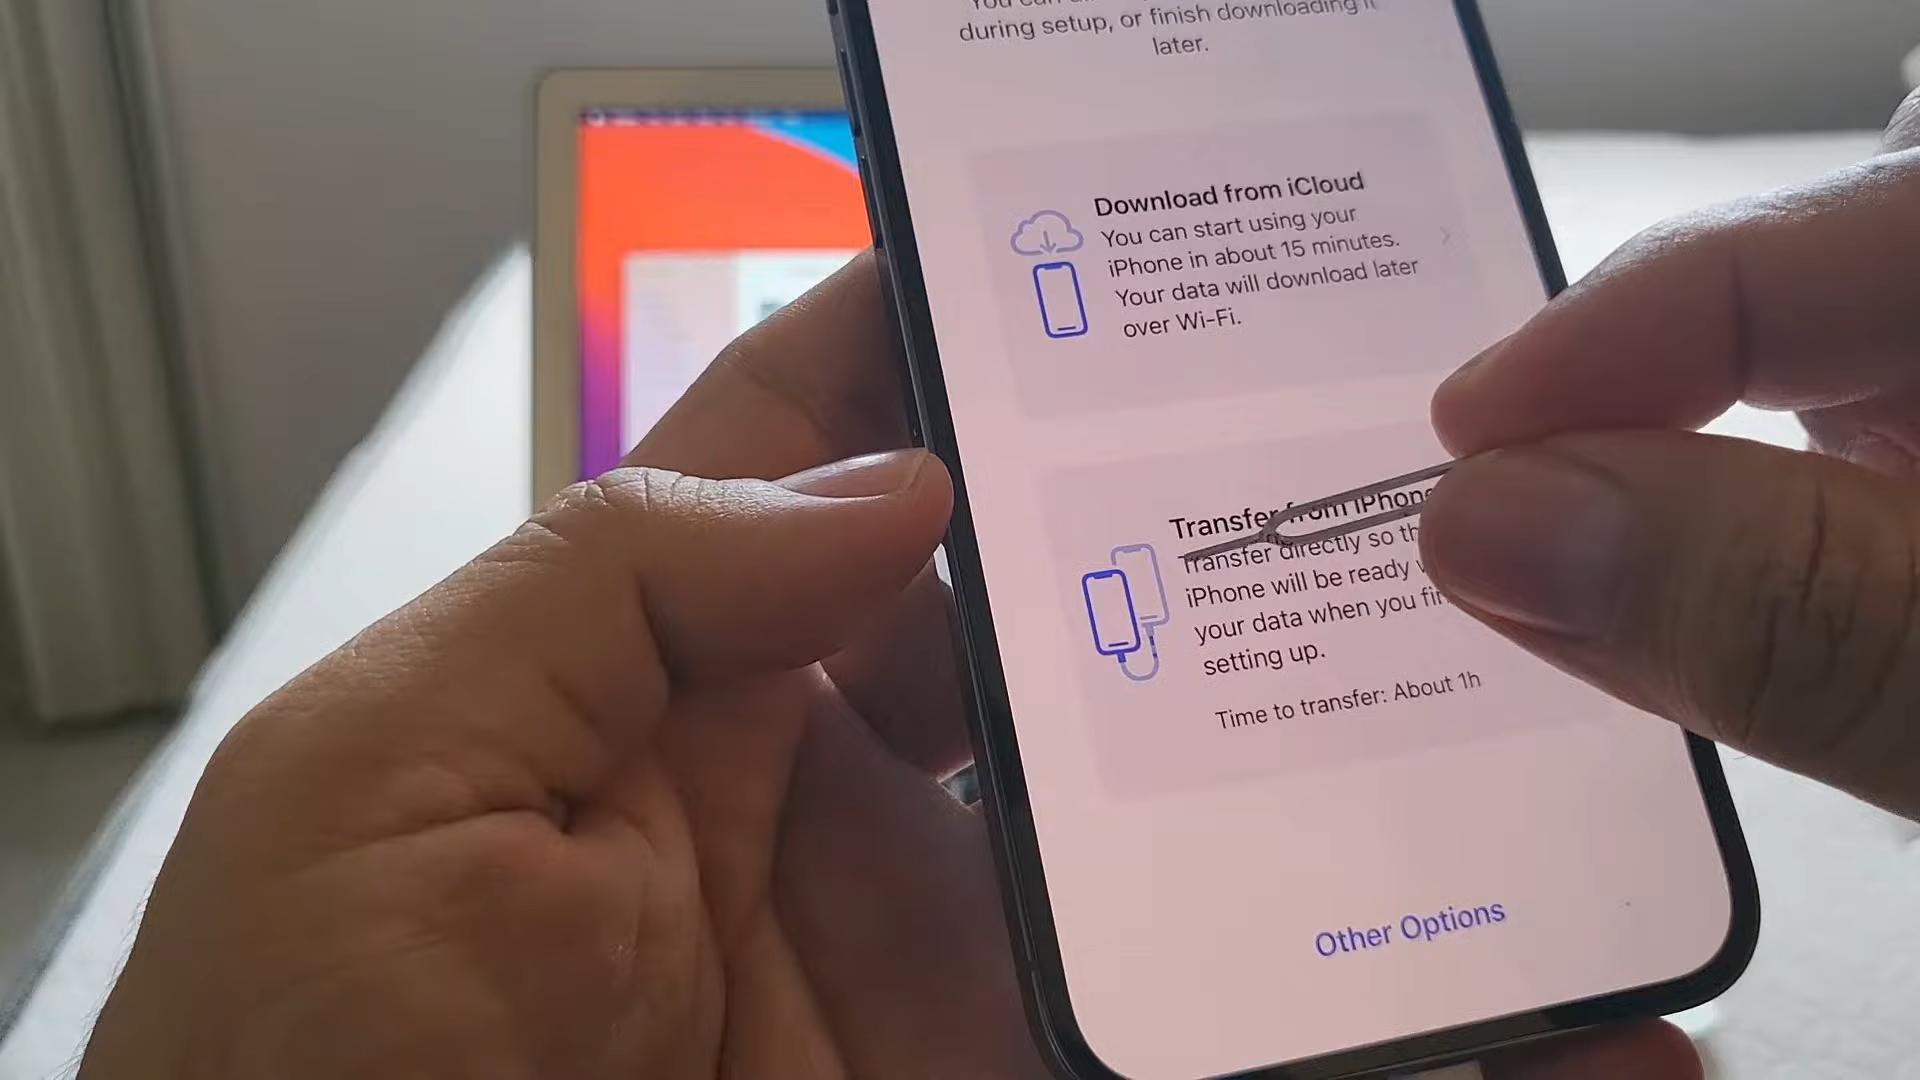 You can
during setup, or finish downloading it
later.
Download from iCloud
You can start using your
iPhone in about 15 minutes.
Your data will download later
over Wi-Fi.
Transfer from iPhone
Transfer directly so
iPhone will be ready
your data when you
setting up.
Time to transfer: About 1h
Other Options